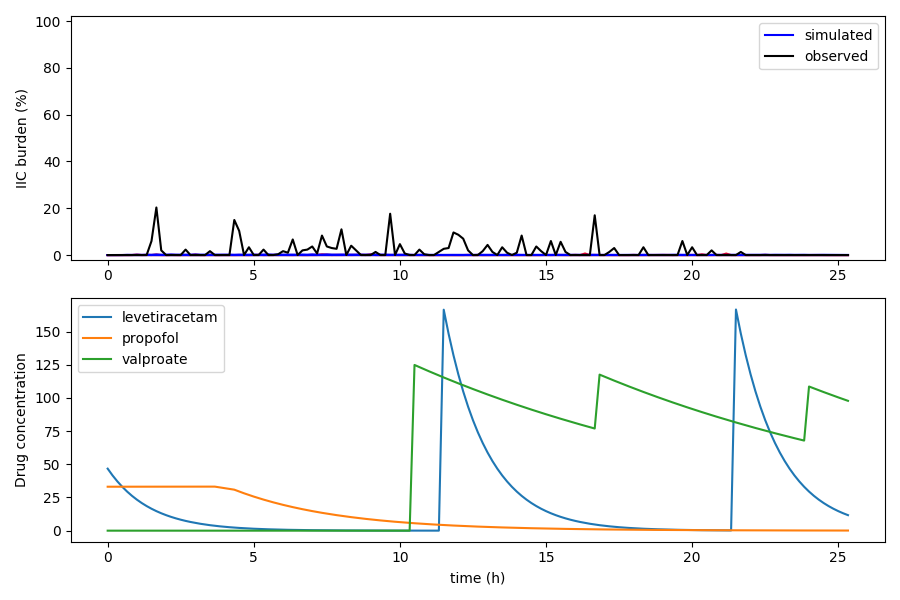 100
80
60
40
20
0
IIC burden (%)
simulated
observed
0 5 10 15 20 25
150
125
100
75
50
25
0
Drug concentration
levetiracetam
propofol
valproate
0 5 10 15 20 25
time (h)